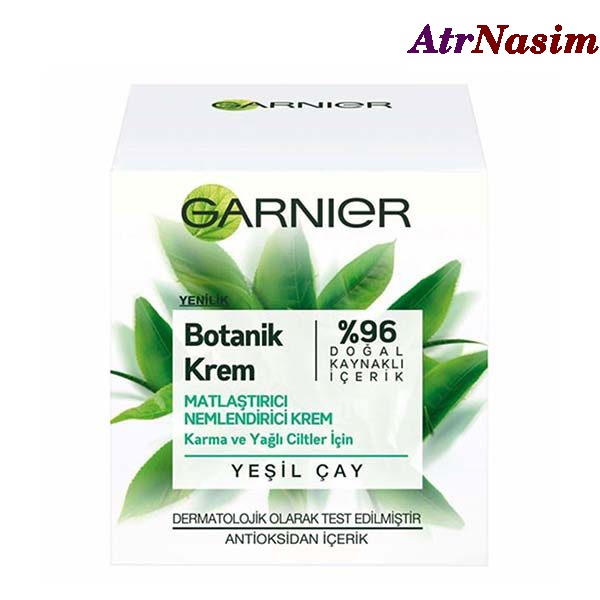 AtrNasim
GARNIER
GARNIER
YENİLİK
Botanik
Krem
%96
DOĞAL
KAYNAKLI
İÇERİK
MATLAŞTIRICI
NEMLENDİRİCİ KREM
Karma ve Yağlı Ciltler İçin
YEŞİL ÇAY
DERMATOLOJİK OLARAK TEST EDİLMİŞTİR
ANTİOKSİDAN İÇERİK